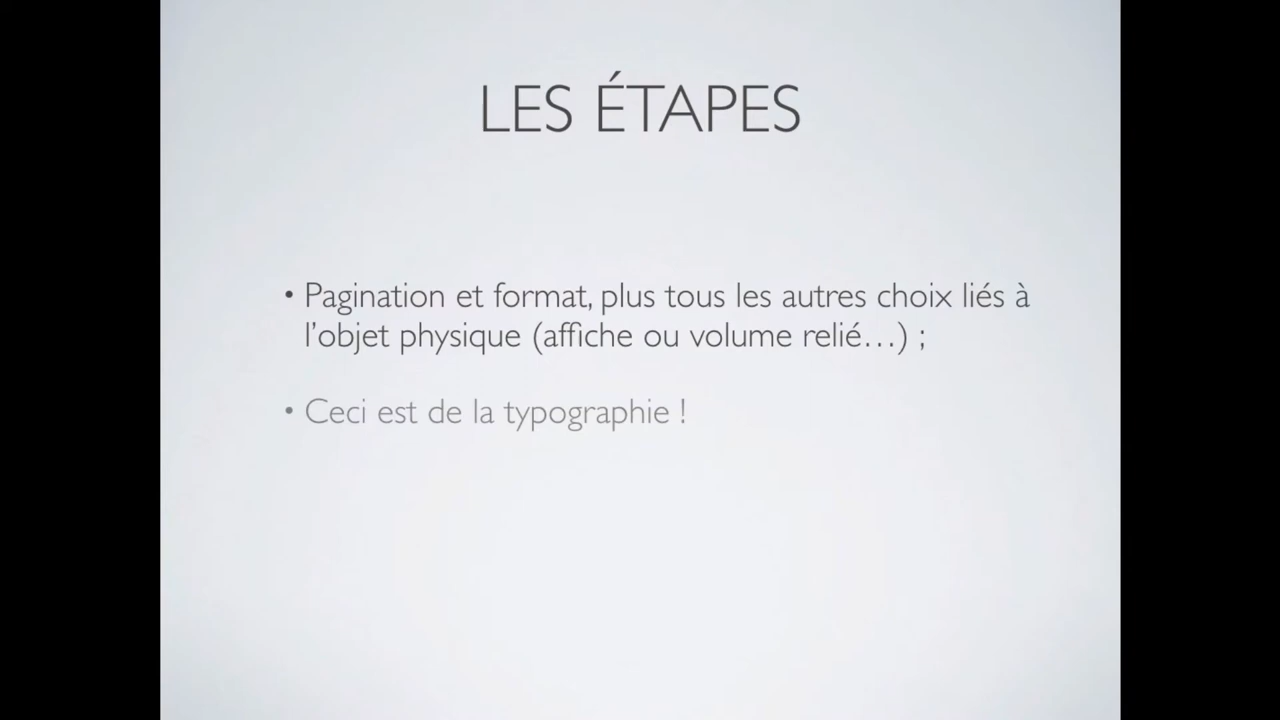 LES ÉTAPES
• Pagination et format, plus tous les autres choix liés à
l’objet physique (affiche ou volume relié…) ;
• Ceci est de la typographie !